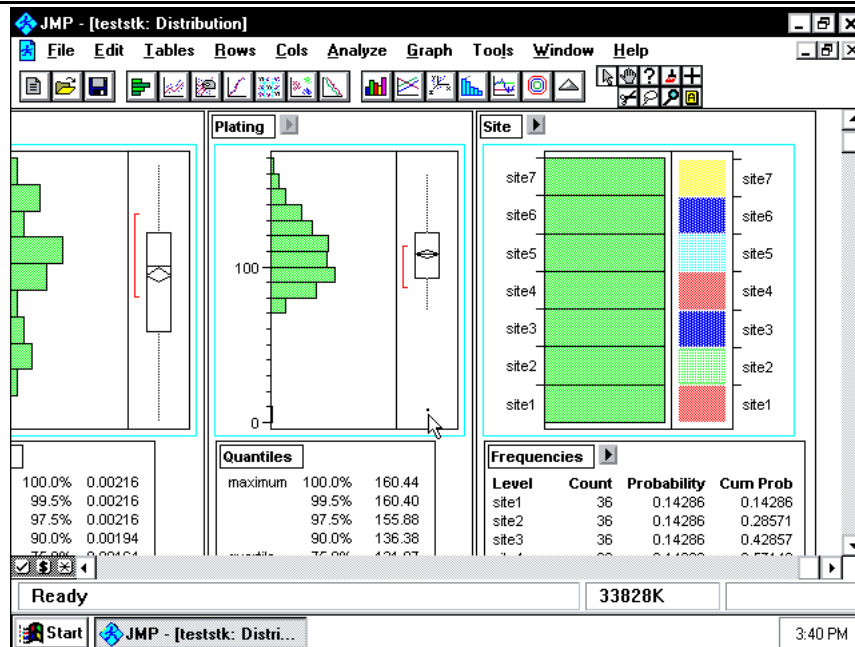 JMP - [teststk: Distribution]
File Edit Tables Rows Cols Analyze Graph Tools Window Help
Plating
100
0
Site
site7 site7
site6 site6
site5 site5
site4 site4
site3 site3
site2 site2
site1 site1
100.0% 0.00216
99.5% 0.00216
97.5% 0.00216
90.0% 0.00194
Quantiles
maximum 100.0% 160.44
99.5% 160.40
97.5% 155.88
90.0% 136.38
Frequencies
Level Count Probability Cum Prob
site1 36 0.14286 0.14286
site2 36 0.14286 0.28571
site3 36 0.14286 0.42857
Ready 33828K
Start JMP - [teststk: Distri... 3:40 PM